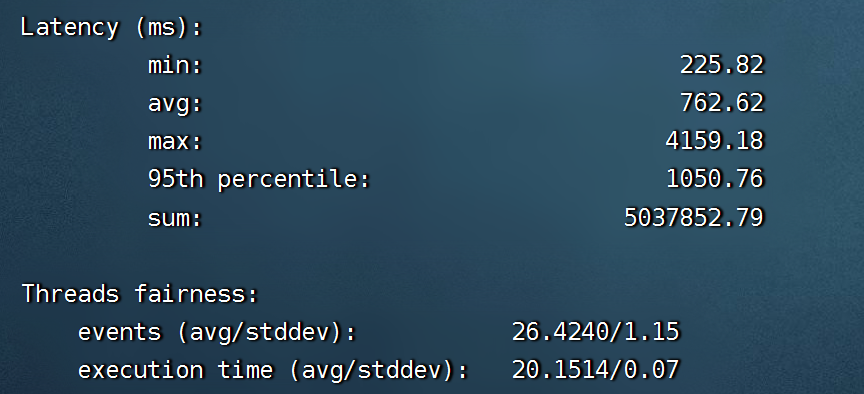 Latency (ms):
min: 225.82
avg: 762.62
max: 4159.18
95th percentile: 1050.76
sum: 5037852.79
Threads fairness:
events (avg/stddev): 26.4240/1.15
execution time (avg/stddev): 20.1514/0.07